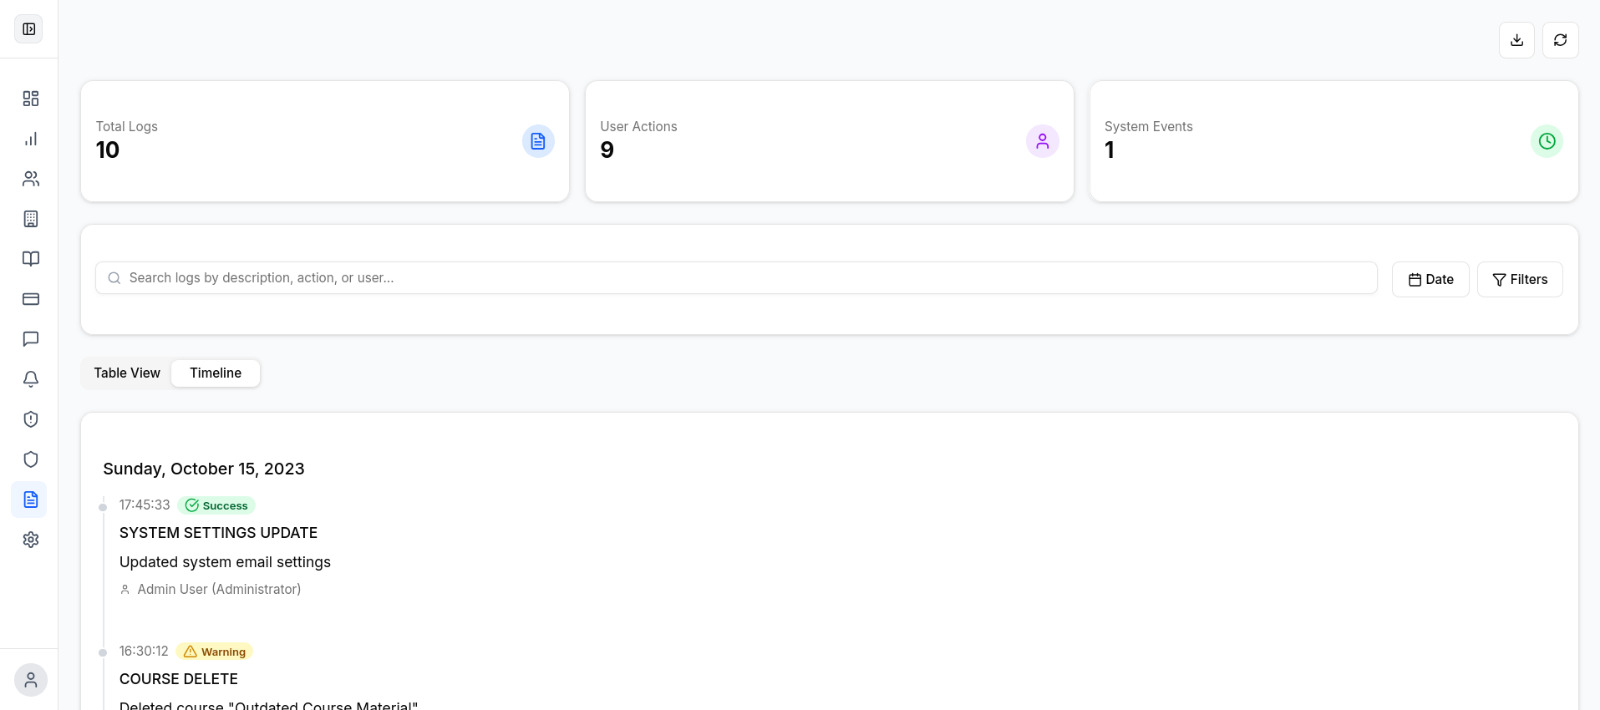 Total Logs
10
User Actions
9
System Events
1
Search logs by description, action, or user...
Date
Filters
Table View
Timeline
Sunday, October 15, 2023
17:45:33 Success
SYSTEM SETTINGS UPDATE
Updated system email settings
Admin User (Administrator)
16:30:12 Warning
COURSE DELETE
Deleted course "Outdated Course Material"